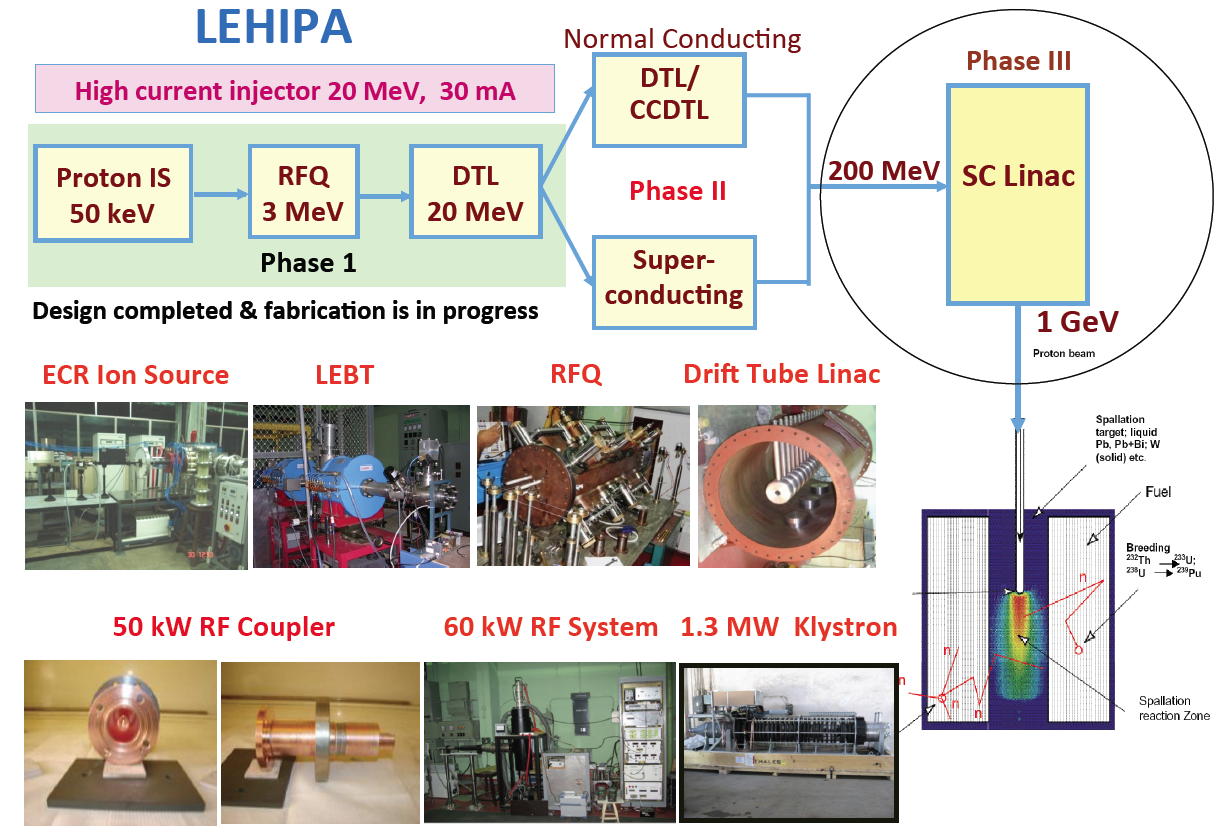 LEHIPA
High current injector 20 MeV, 30 mA
Proton IS
50 keV
RFQ
3 MeV
DTL
20 MeV
Phase 1
Design completed & fabrication is in progress
Normal Conducting
DTL/
CCDTL
Phase II
Super-
conducting
200 MeV
Phase III
SC Linac
1 GeV
Proton beam
ECR Ion Source
LEBT
RFQ
Drift Tube Linac
50 kW RF Coupler
60 kW RF System
1.3 MW Klystron
THALES
Spallation
target; liquid
Pb, Pb+Bi; W
(solid) etc.
Fuel
Breeding
²³²Th → ²³³U;
²³⁸U → ²³⁹Pu
n
n
n
n
n
Spallation
reaction Zone